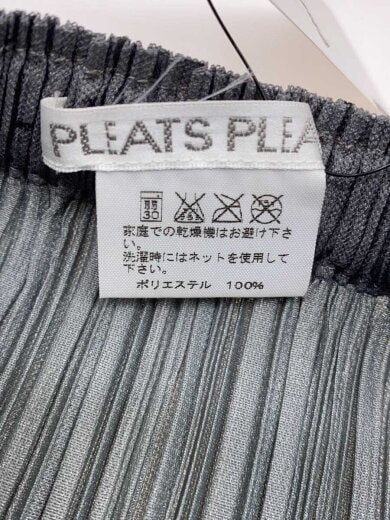 PLEATS PLEA
30
家庭での乾燥機はお避け下さ
い。
洗濯時にはネットを使用して
下さい。
ポリエステル 100%